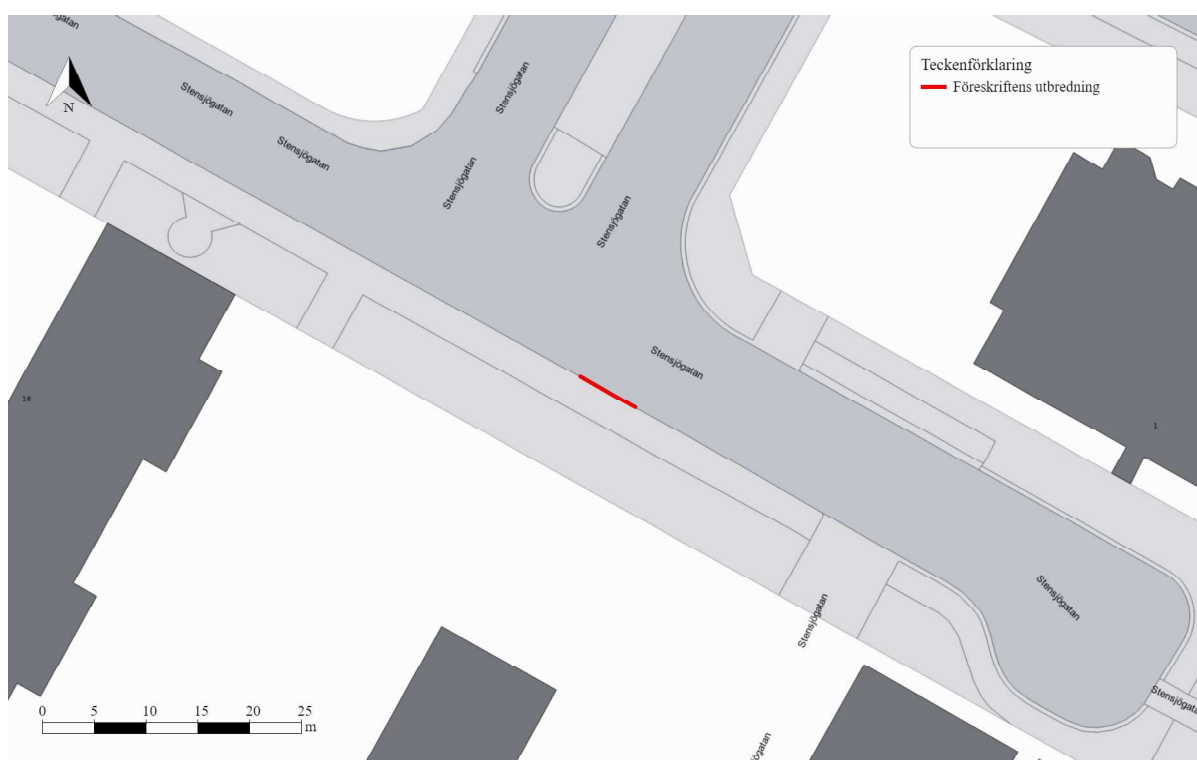 Stensjögatan
Stensjögatan
Stensjögatan
Teckenförklaring
Föreskriftens utbredning
N
Stensjögatan
Stensjögatan
Stensjögatan
Stensjögatan
18
1
Stensjögatan
Stensjögatan
0 5 10 15 20 25
m